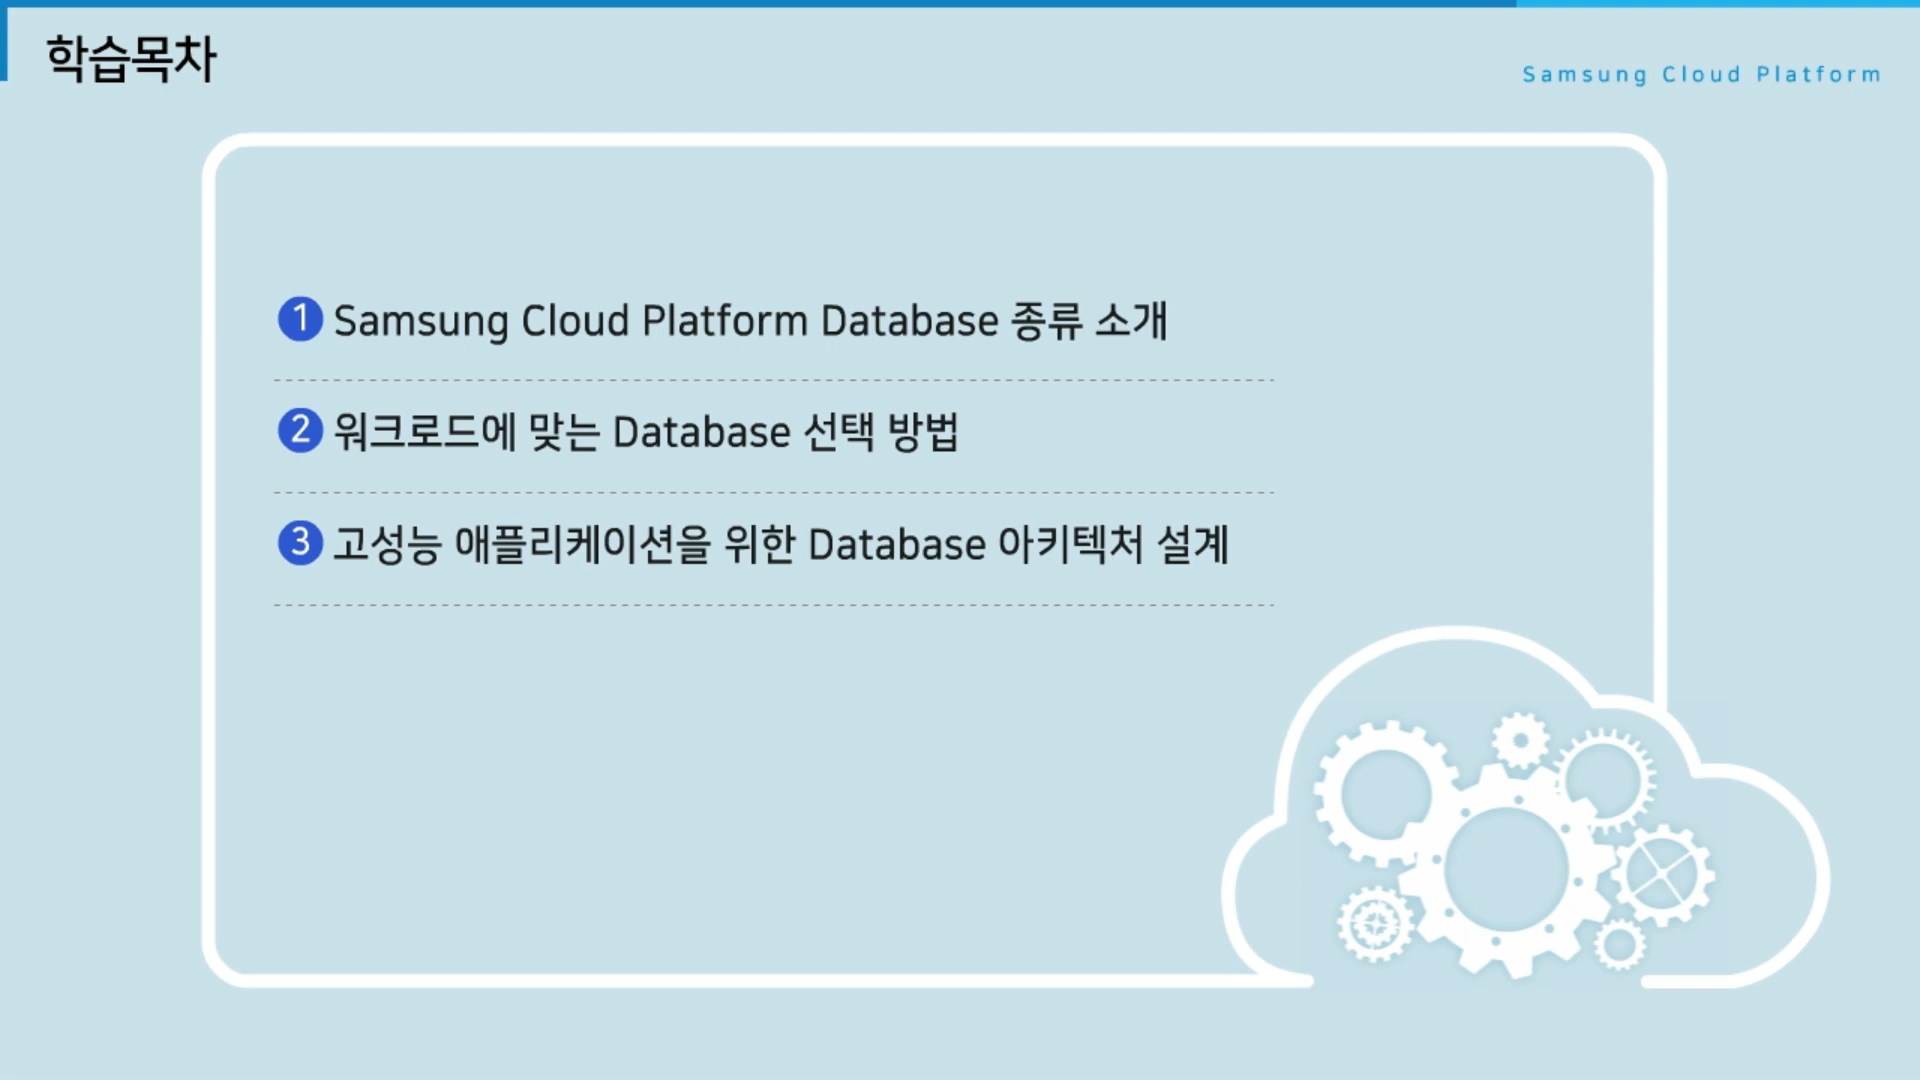 학습목차
Samsung Cloud Platform
1 Samsung Cloud Platform Database 종류 소개
2 워크로드에 맞는 Database 선택 방법
3 고성능 애플리케이션을 위한 Database 아키텍처 설계